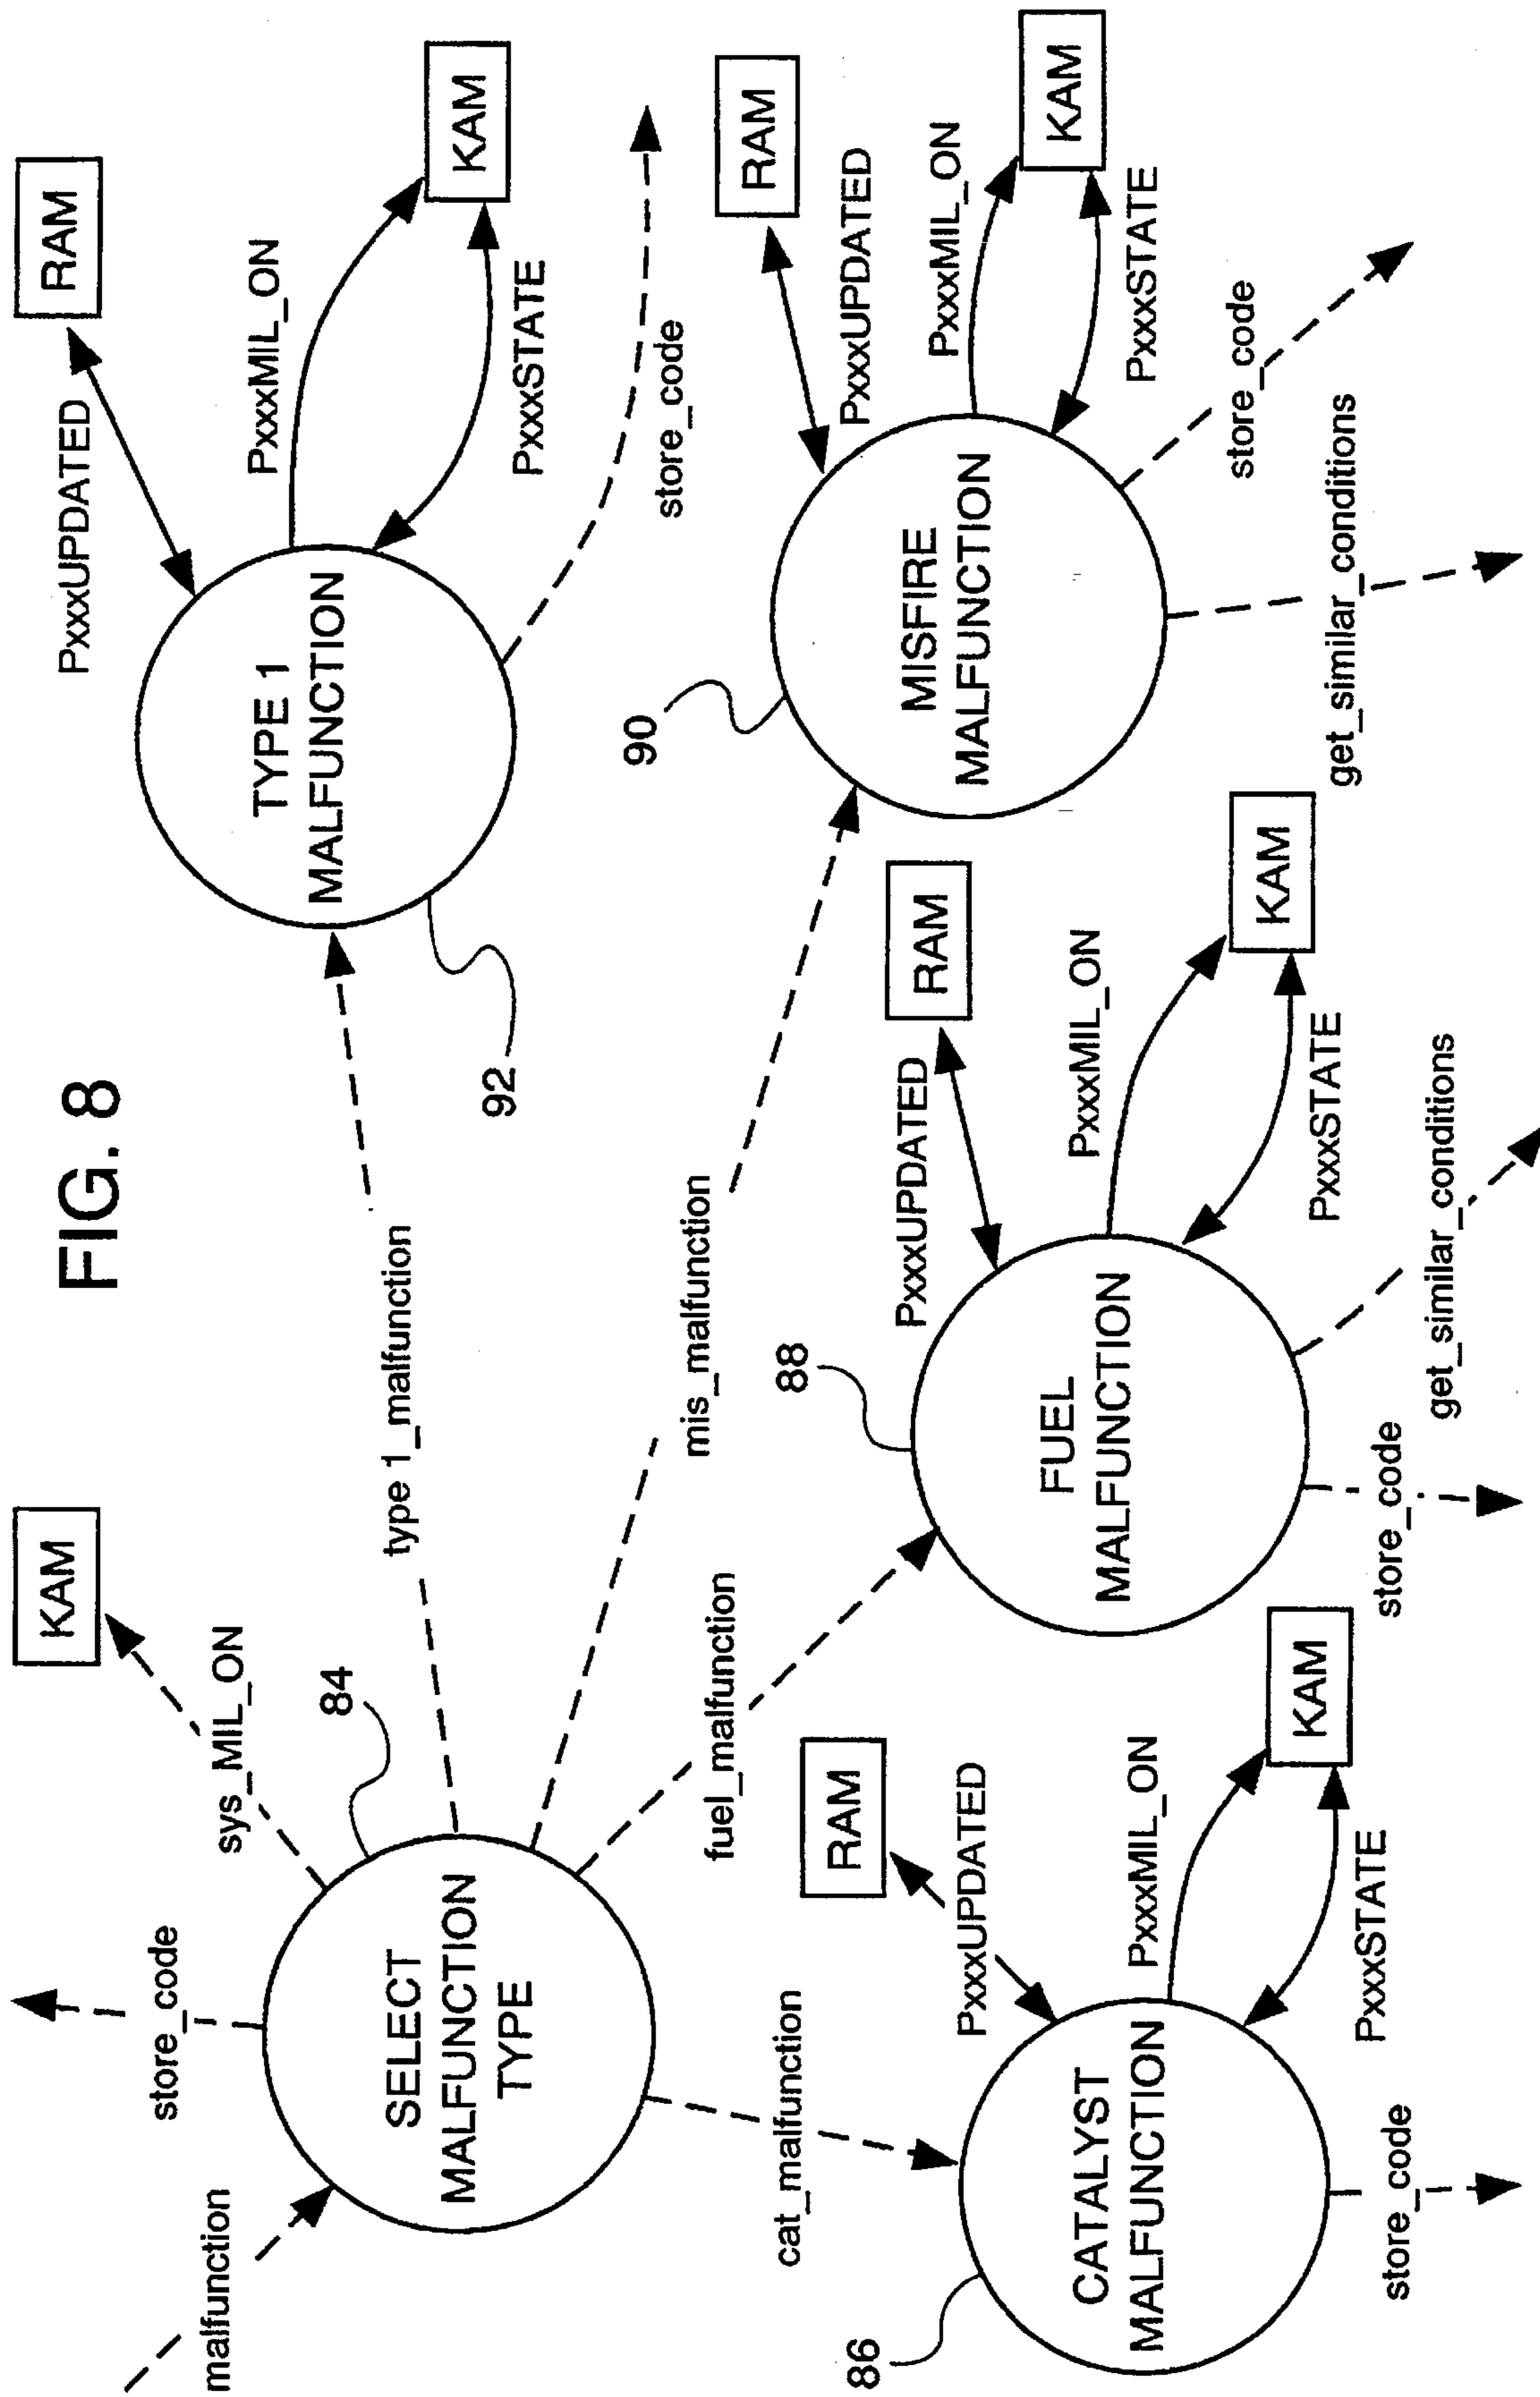 FIG. 8
malfunction
store_code
sys_MIL_ON
KAM
84
SELECT
MALFUNCTION
TYPE
type 1_malfunction
mis_malfunction
fuel_malfunction
cat_malfunction
92
TYPE 1
MALFUNCTION
PxxxUPDATED
RAM
PxxxMIL_ON
KAM
PxxxSTATE
store_code
86
CATALYST
MALFUNCTION
PxxxUPDATED
RAM
PxxxMIL_ON
KAM
PxxxSTATE
store_code
88
FUEL
MALFUNCTION
PxxxUPDATED
RAM
PxxxMIL_ON
KAM
PxxxSTATE
store_code
get_similar_conditions
90
MISFIRE
MALFUNCTION
PxxxUPDATED
RAM
PxxxMIL_ON
KAM
PxxxSTATE
get_similar_conditions
store_code